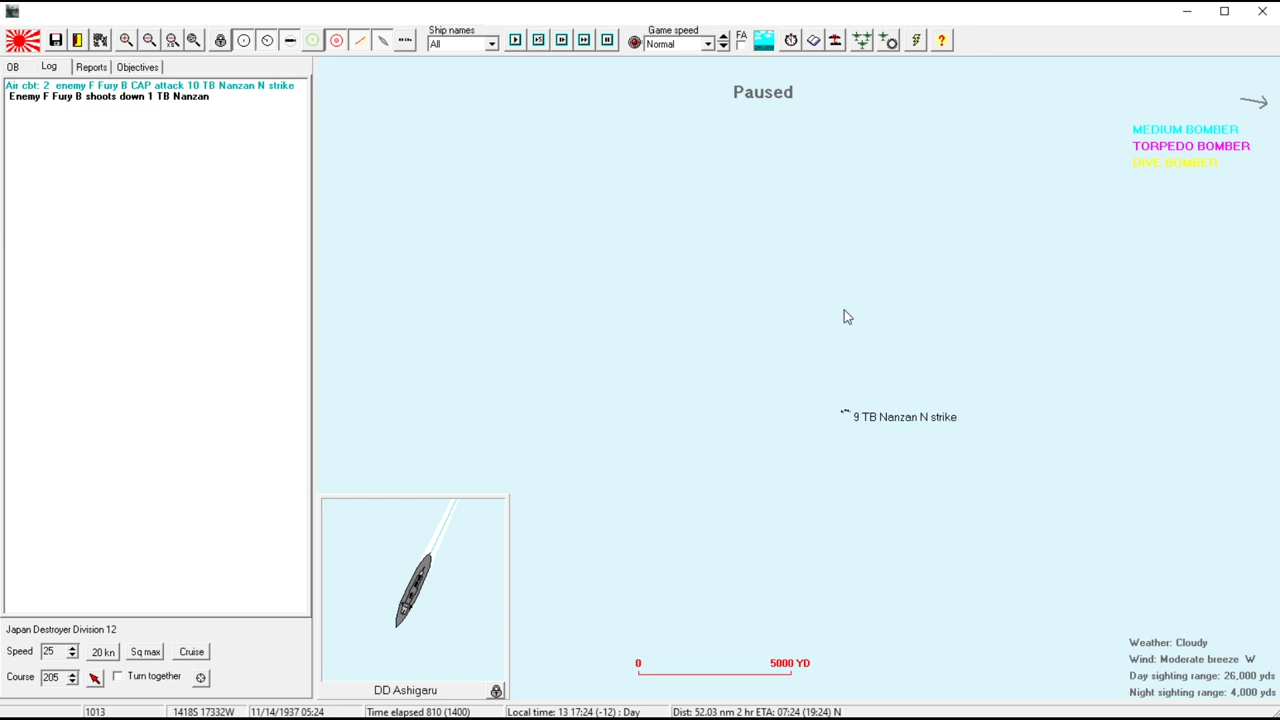 Ship names
All
Game speed
Normal
FA
OB
Log
Reports
Objectives
Air cbt: 2 enemy F Fury B CAP attack 10 TB Nanzan N strike
Enemy F Fury B shoots down 1 TB Nanzan
Paused
MEDIUM BOMBER
TORPEDO BOMBER
DIVE BOMBER
9 TB Nanzan N strike
Japan Destroyer Division 12
Speed 25 20 kn Sq max Cruise
Course 205 Turn together
DD Ashigaru
0 5000 YD
Weather: Cloudy
Wind: Moderate breeze W
Day sighting range: 26,000 yds
Night sighting range: 4,000 yds
1013 1418S 17332W 11/14/1937 05:24 Time elapsed 810 (1400) Local time: 13 17:24 (-12) : Day Dist: 52.03 nm 2 hr ETA: 07:24 (19:24) N